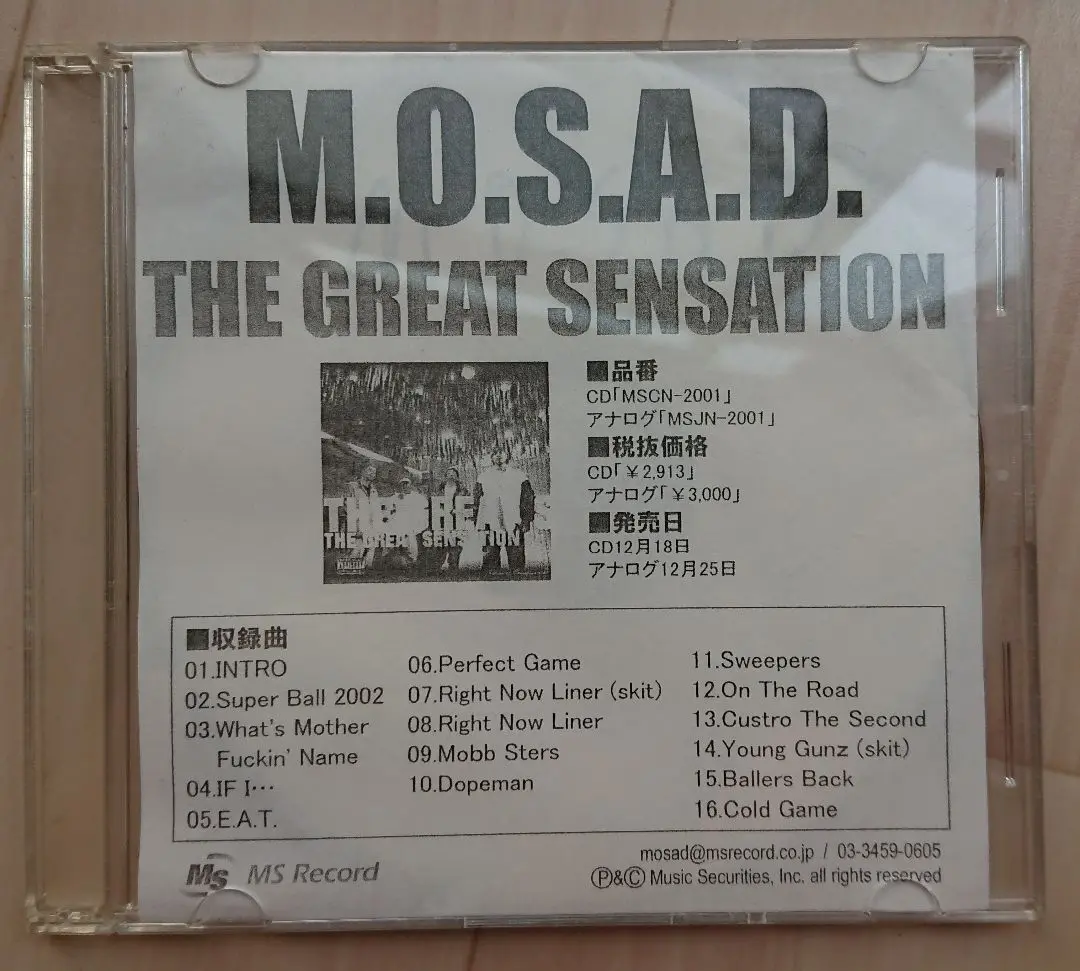 M.O.S.A.D.
THE GREAT SENSATION
THE GREAT SENSATION
■品番
CD「MSCN-2001」
アナログ「MSJN-2001」
■税抜価格
CD「￥2,913」
アナログ「￥3,000」
■発売日
CD12月18日
アナログ12月25日
■収録曲
01.INTRO
02.Super Ball 2002
03.What's Mother
Fuckin' Name
04.IF I…
05.E.A.T.
06.Perfect Game
07.Right Now Liner (skit)
08.Right Now Liner
09.Mobb Sters
10.Dopeman
11.Sweepers
12.On The Road
13.Custro The Second
14.Young Gunz (skit)
15.Ballers Back
16.Cold Game
Ms MS Record
mosad@msrecord.co.jp / 03-3459-0605
Ⓟ&Ⓒ Music Securities, Inc. all rights reserved